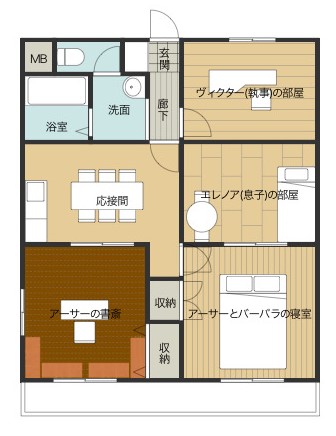 MB
玄関
ヴィクター(執事)の部屋
洗面
廊下
浴室
応接間
エレノア(息子)の部屋
収納
アーサーの書斎
アーサーとバーバラの寝室
収納